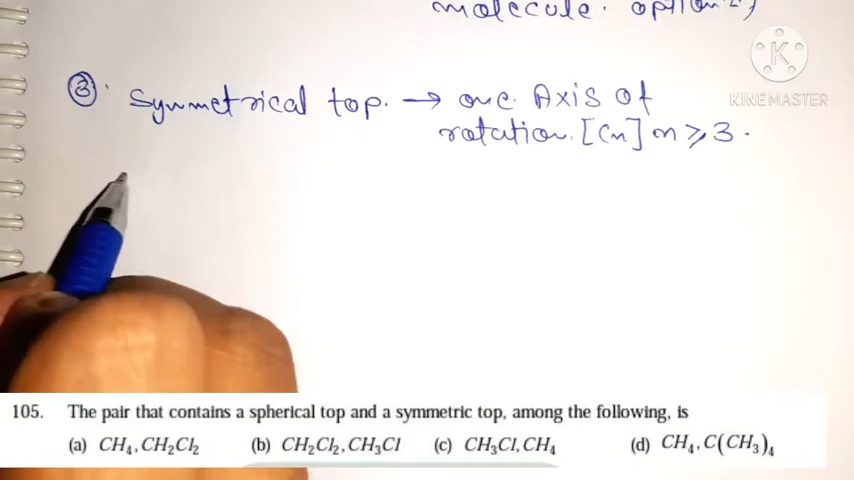 molecule. option
KINEMASTER
③. Symmetrical top. → one Axis of
rotation. [Cn] n ⩾ 3.
105. The pair that contains a spherical top and a symmetric top, among the following, is
(a) CH₄, CH₂Cl₂ (b) CH₂Cl₂, CH₃Cl (c) CH₃Cl, CH₄ (d) CH₄, C(CH₃)₄